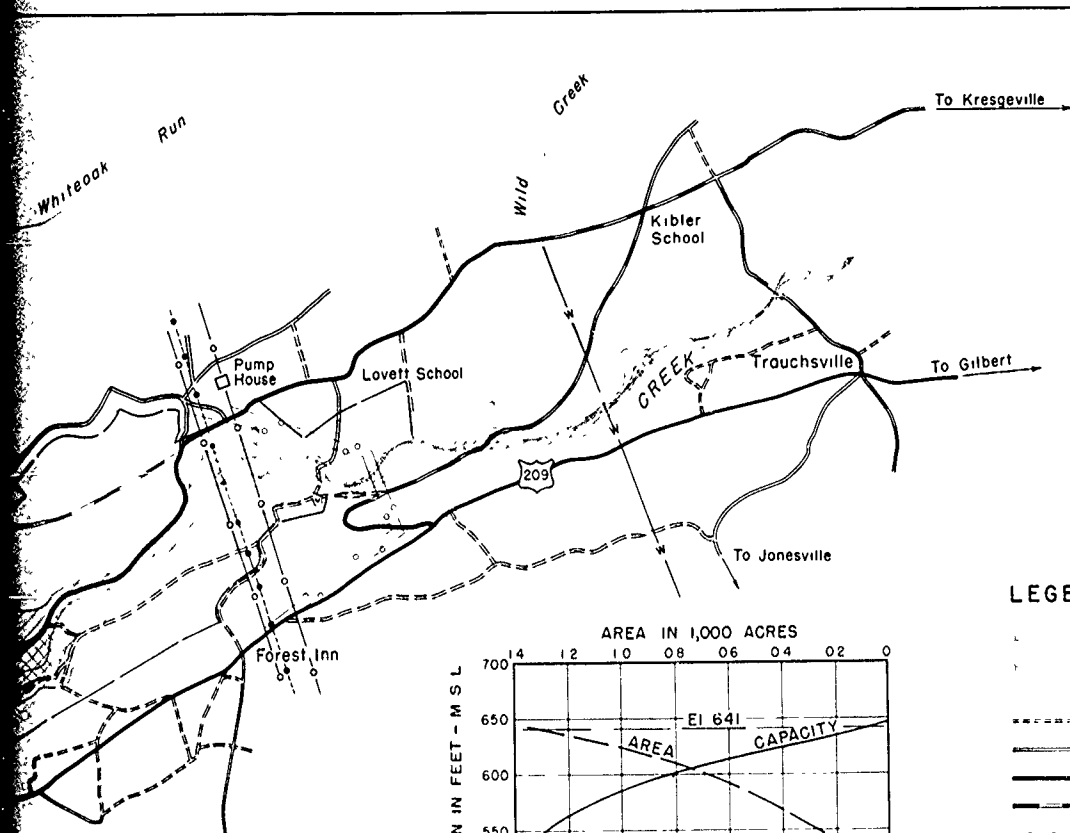 To Kresgeville
Creek
Run
Whiteoak
Wild
Kibler
School
Pump
House
Lovett School
CREEK
Trauchsville
To Gilbert
209
W
W
W
To Jonesville
Forest Inn
LEGE
AREA IN 1,000 ACRES
14 12 10 08 06 04 02 0
700
650
600
550
El 641
AREA
CAPACITY
N IN FEET - M S L